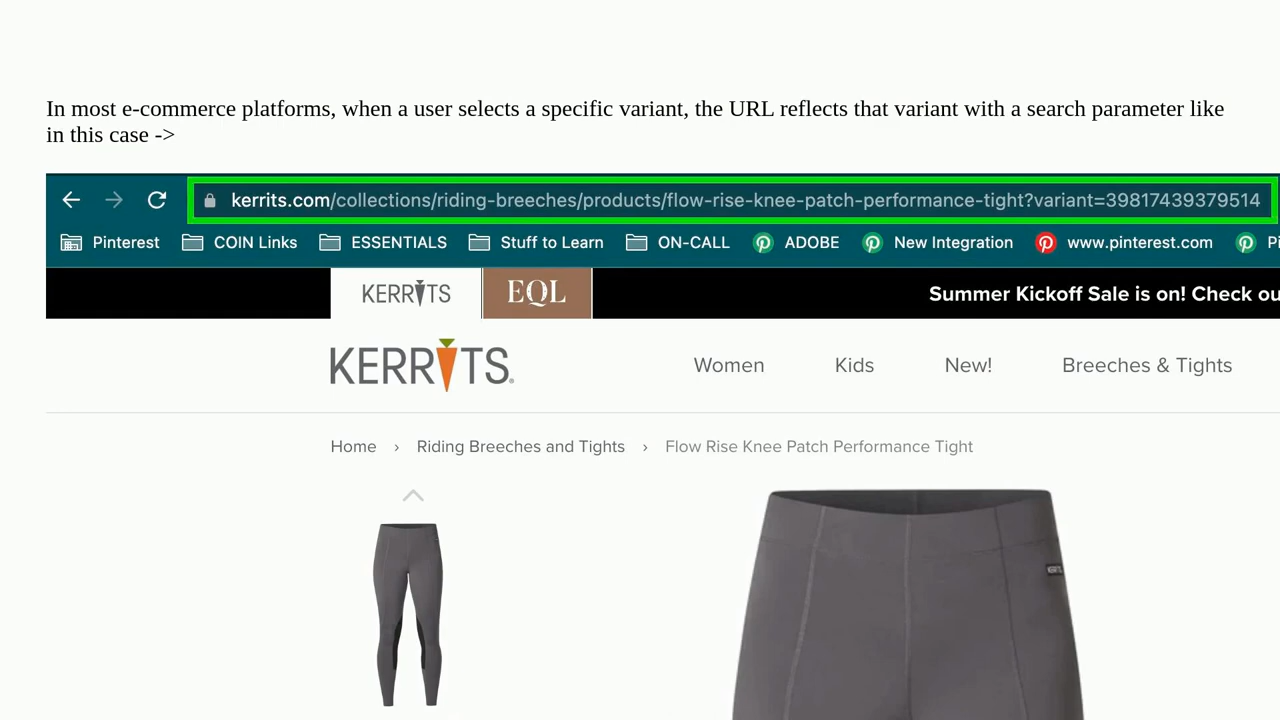 In most e-commerce platforms, when a user selects a specific variant, the URL reflects that variant with a search parameter like
in this case ->
kerrits.com/collections/riding-breeches/products/flow-rise-knee-patch-performance-tight?variant=39817439379514
Pinterest COIN Links ESSENTIALS Stuff to Learn ON-CALL ADOBE New Integration www.pinterest.com Pi
KERRITS EQL Summer Kickoff Sale is on! Check ou
KERRITS® Women Kids New! Breeches & Tights
Home › Riding Breeches and Tights › Flow Rise Knee Patch Performance Tight